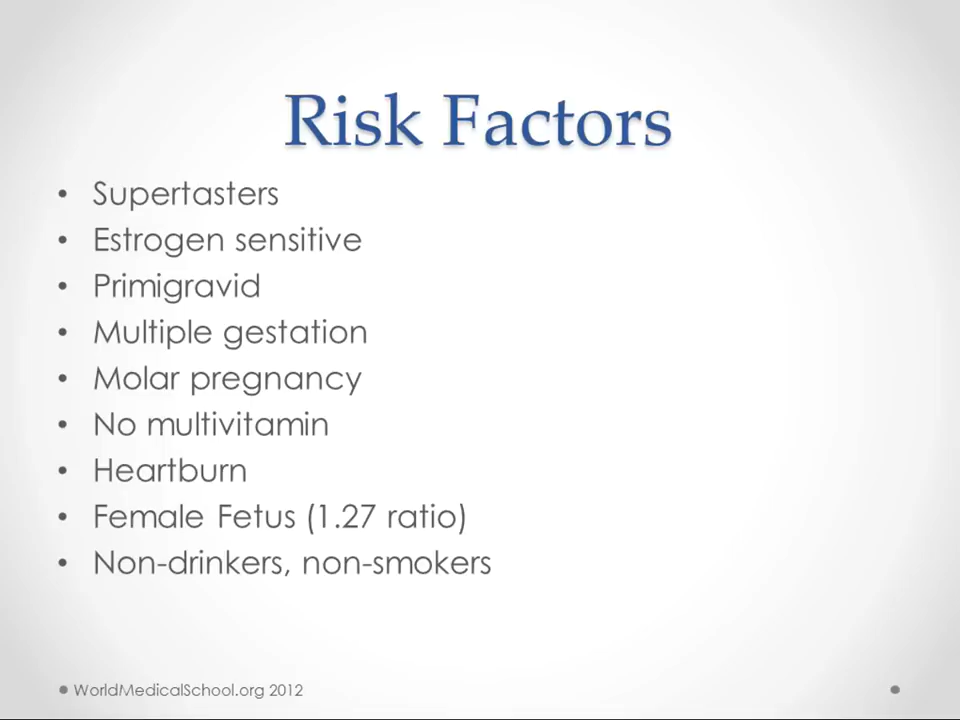 Risk Factors
• Supertasters
• Estrogen sensitive
• Primigravid
• Multiple gestation
• Molar pregnancy
• No multivitamin
• Heartburn
• Female Fetus (1.27 ratio)
• Non-drinkers, non-smokers
WorldMedicalSchool.org 2012